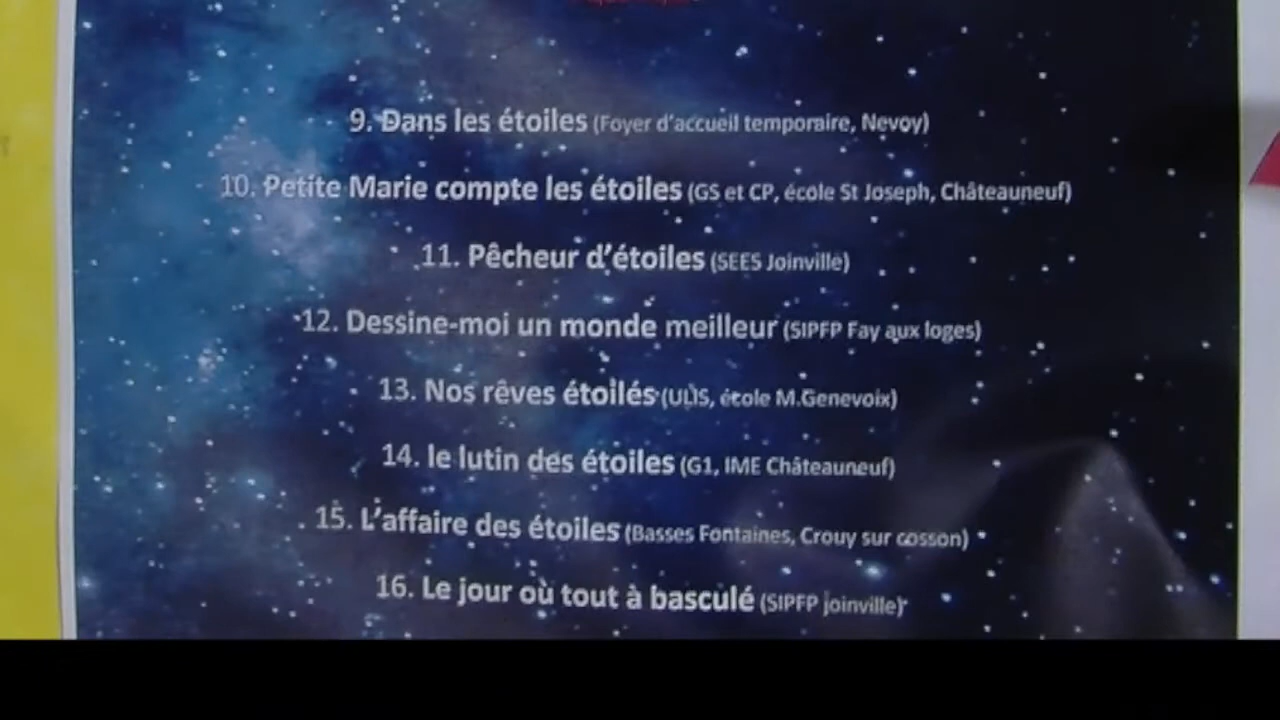 9. Dans les étoiles (Foyer d'accueil temporaire, Nevoy)
10. Petite Marie compte les étoiles (GS et CP, école St Joseph, Châteauneuf)
11. Pêcheur d'étoiles (SEES Joinville)
12. Dessine-moi un monde meilleur (SIPFP Fay aux loges)
13. Nos rêves étoilés (ULIS, école M.Genevoix)
14. le lutin des étoiles (G1, IME Châteauneuf)
15. L'affaire des étoiles (Basses Fontaines, Crouy sur cosson)
16. Le jour où tout à basculé (SIPFP joinville)